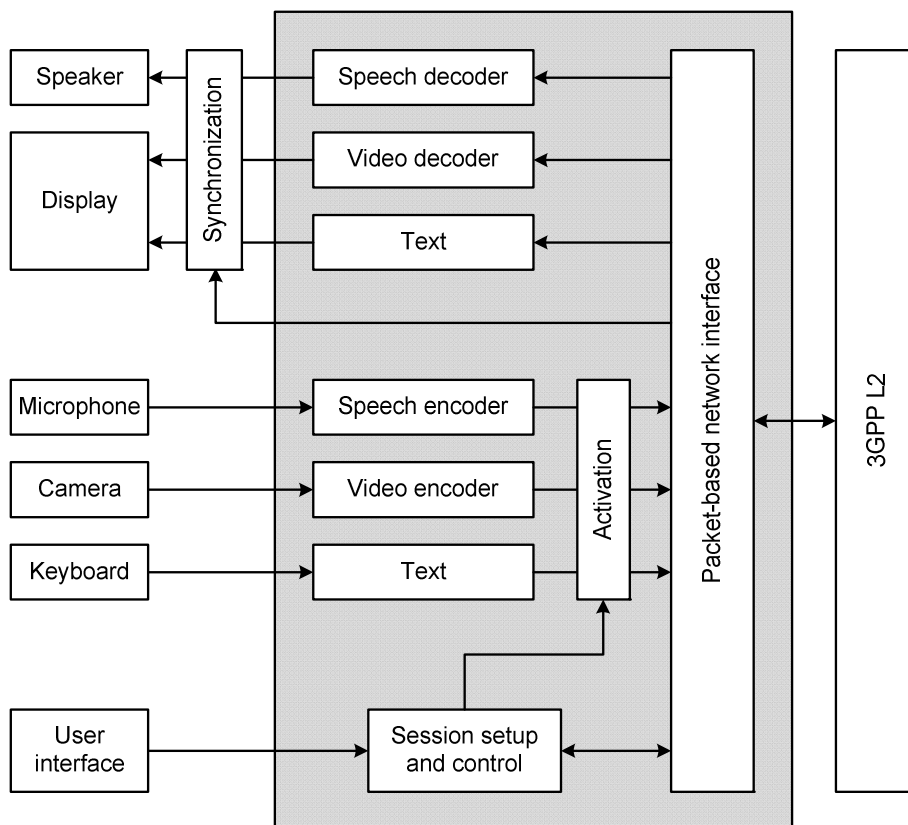 Speaker
Synchronization
Speech decoder
Display
Video decoder
Text
Packet-based network interface
3GPP L2
Microphone
Speech encoder
Activation
Camera
Video encoder
Keyboard
Text
User
interface
Session setup
and control